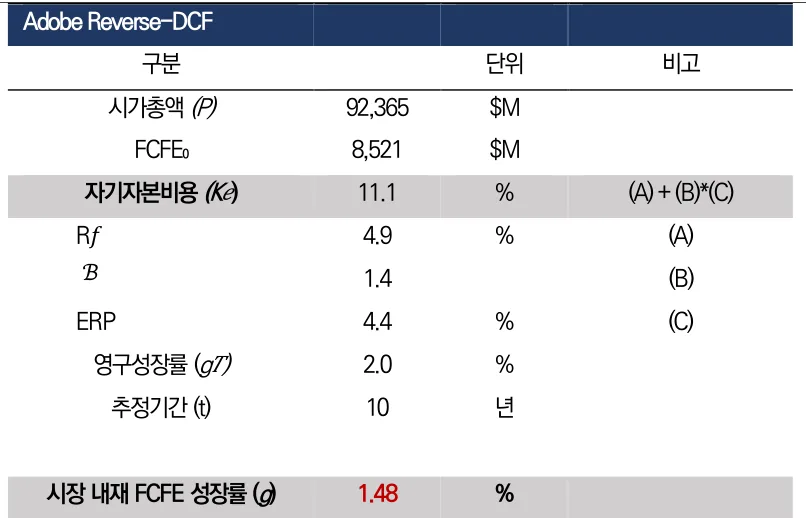 Adobe Reverse-DCF
구분 단위 비고
시가총액 (P) 92,365 $M
FCFE₀ 8,521 $M
자기자본비용 (Ke) 11.1 % (A) + (B)*(C)
Rf 4.9 % (A)
ℬ 1.4 (B)
ERP 4.4 % (C)
영구성장률 (gT) 2.0 %
추정기간 (t) 10 년
시장 내재 FCFE 성장률 (g) 1.48 %